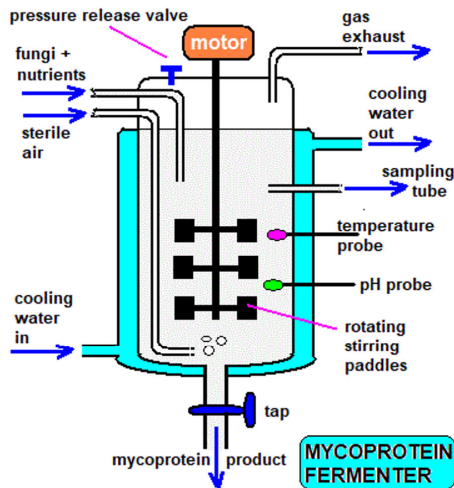 pressure release valve
motor
gas
exhaust
fungi +
nutrients
sterile
air
cooling
water
out
sampling
tube
temperature
probe
pH probe
cooling
water
in
rotating
stirring
paddles
tap
mycoprotein product
MYCOPROTEIN
FERMENTER